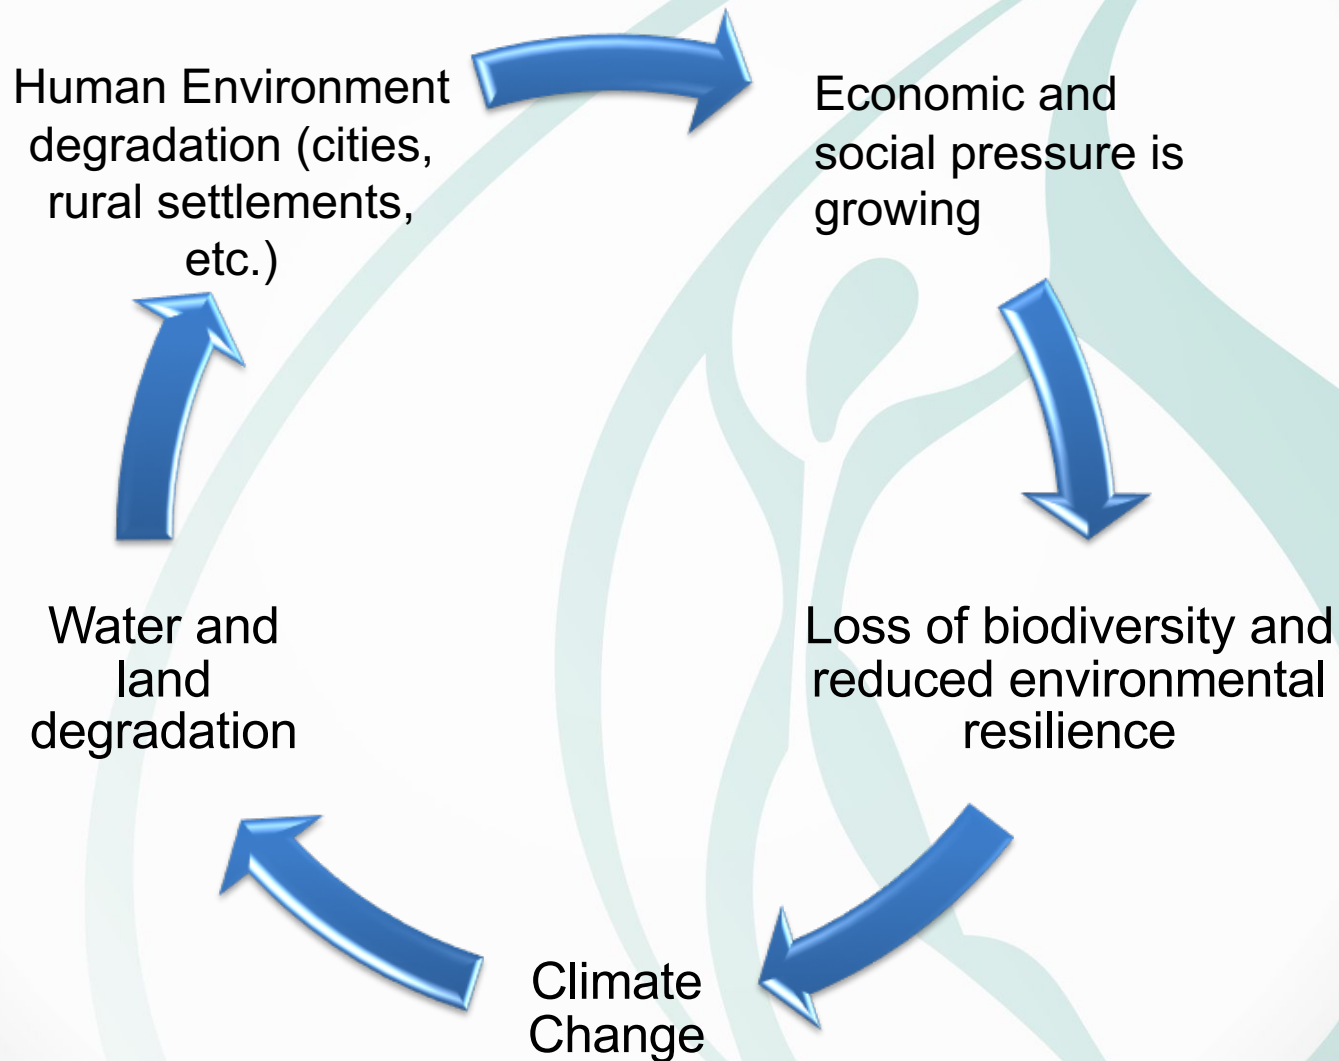 Human Environment
degradation (cities,
rural settlements,
etc.)
Economic and
social pressure is
growing
Loss of biodiversity and
reduced environmental
resilience
Climate
Change
Water and
land
degradation